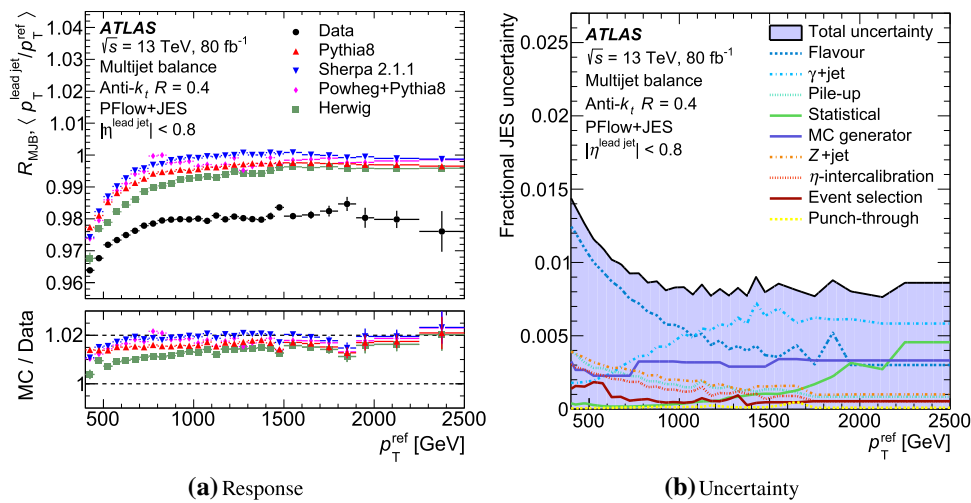 ATLAS
√s = 13 TeV, 80 fb⁻¹
Multijet balance
Anti-kₜ R = 0.4
PFlow+JES
|η^{lead jet}| < 0.8
Data
Pythia8
Sherpa 2.1.1
Powheg+Pythia8
Herwig
R_{MJB}, ⟨ p_T^{lead jet}/p_T^{ref} ⟩
1.04
1.03
1.02
1.01
1
0.99
0.98
0.97
0.96
MC / Data
1.02
1
500 1000 1500 2000 2500
p_T^{ref} [GeV]
(a) Response
ATLAS
√s = 13 TeV, 80 fb⁻¹
Multijet balance
Anti-kₜ R = 0.4
PFlow+JES
|η^{lead jet}| < 0.8
Total uncertainty
Flavour
γ+jet
Pile-up
Statistical
MC generator
Z+jet
η-intercalibration
Event selection
Punch-through
Fractional JES uncertainty
0.025
0.02
0.015
0.01
0.005
0
500 1000 1500 2000 2500
p_T^{ref} [GeV]
(b) Uncertainty